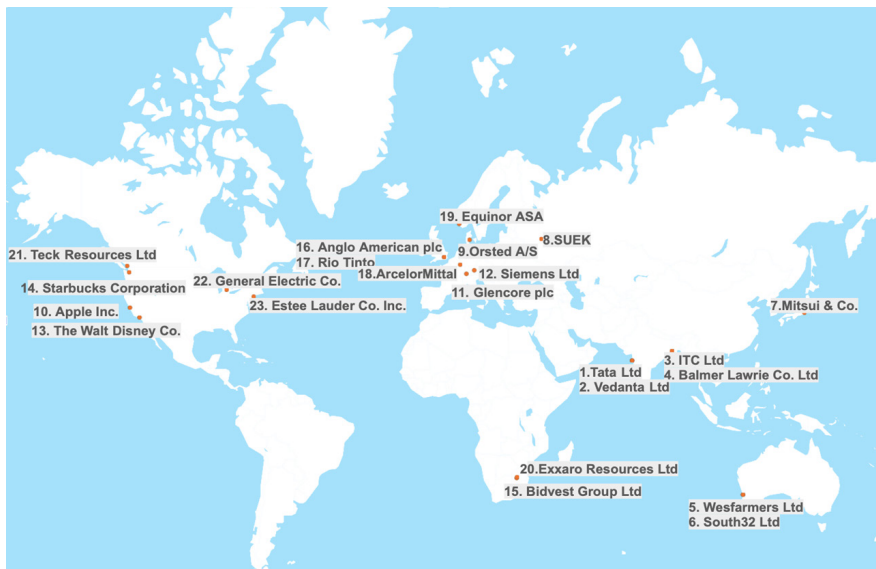 19. Equinor ASA
16. Anglo American plc
8.SUEK
21. Teck Resources Ltd
9.Orsted A/S
17. Rio Tinto
18.ArcelorMittal
12. Siemens Ltd
22. General Electric Co.
14. Starbucks Corporation
11. Glencore plc
23. Estee Lauder Co. Inc.
7.Mitsui & Co.
10. Apple Inc.
13. The Walt Disney Co.
3. ITC Ltd
1.Tata Ltd
4. Balmer Lawrie Co. Ltd
2. Vedanta Ltd
20.Exxaro Resources Ltd
15. Bidvest Group Ltd
5. Wesfarmers Ltd
6. South32 Ltd